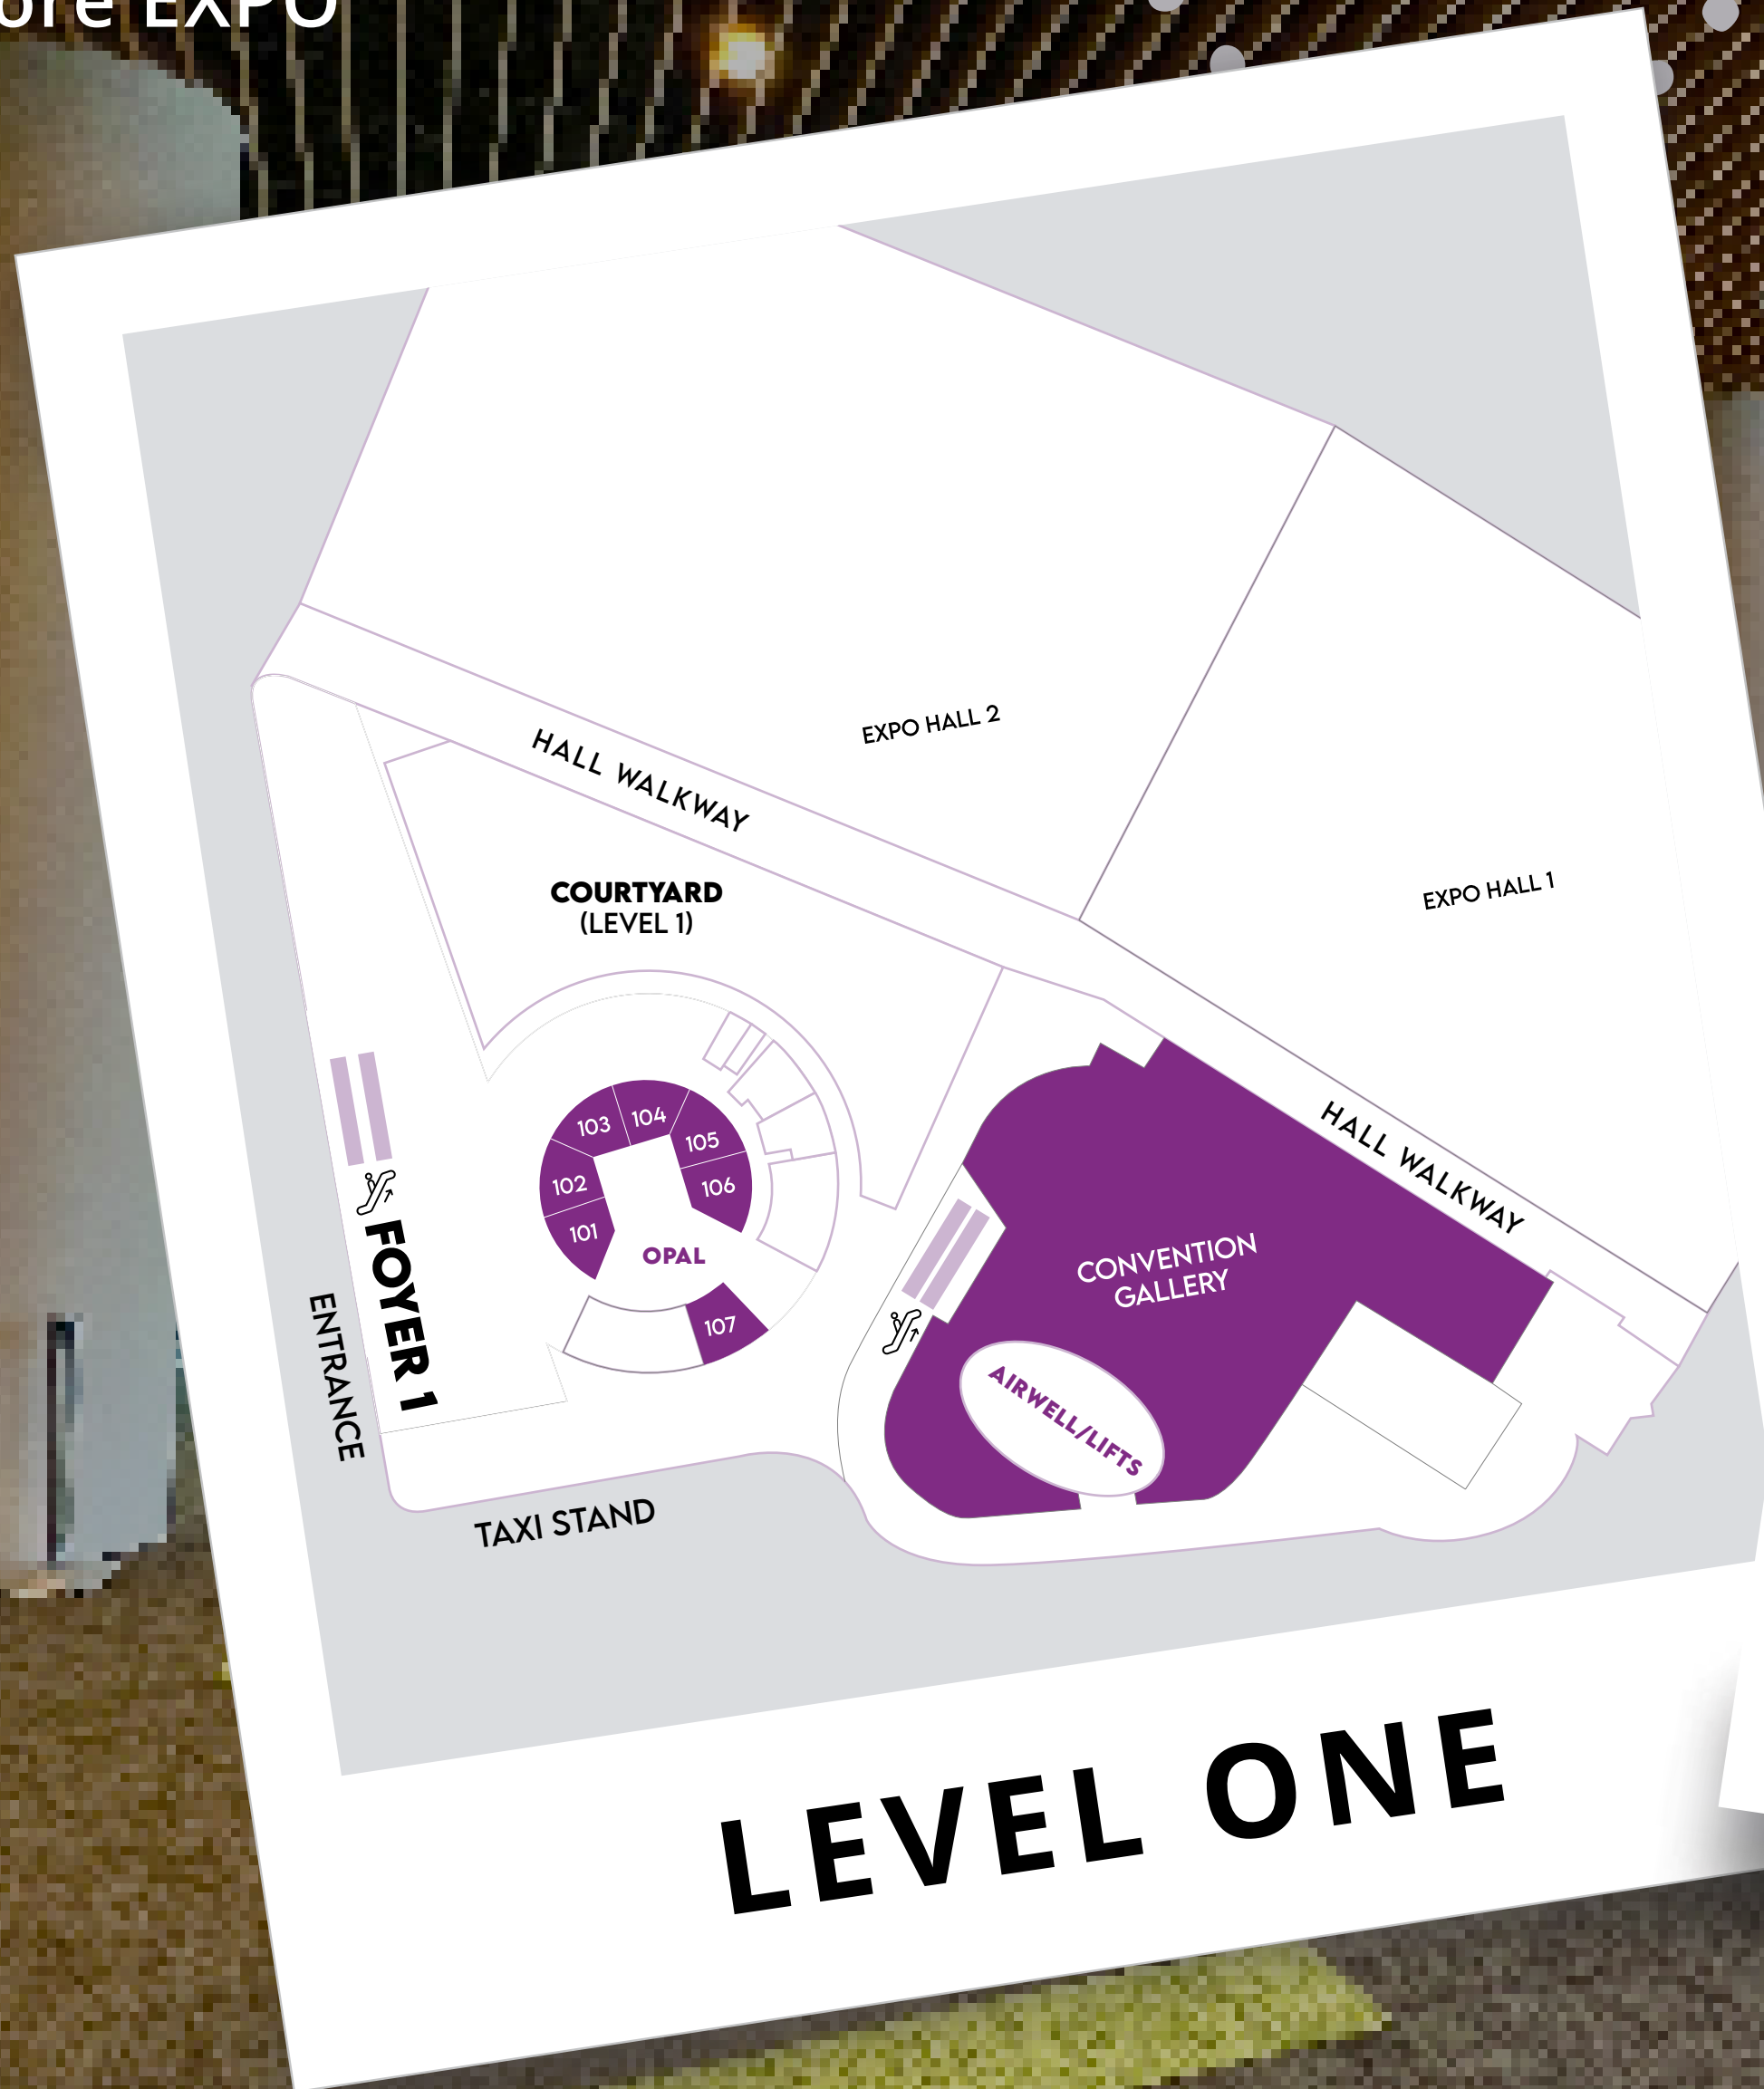 EXPO
EXPO HALL 2
HALL WALKWAY
EXPO HALL 1
COURTYARD
(LEVEL 1)
103
104
105
102
106
101
OPAL
107
FOYER 1
ENTRANCE
HALL WALKWAY
CONVENTION
GALLERY
AIRWELL/LIFTS
TAXI STAND
LEVEL ONE